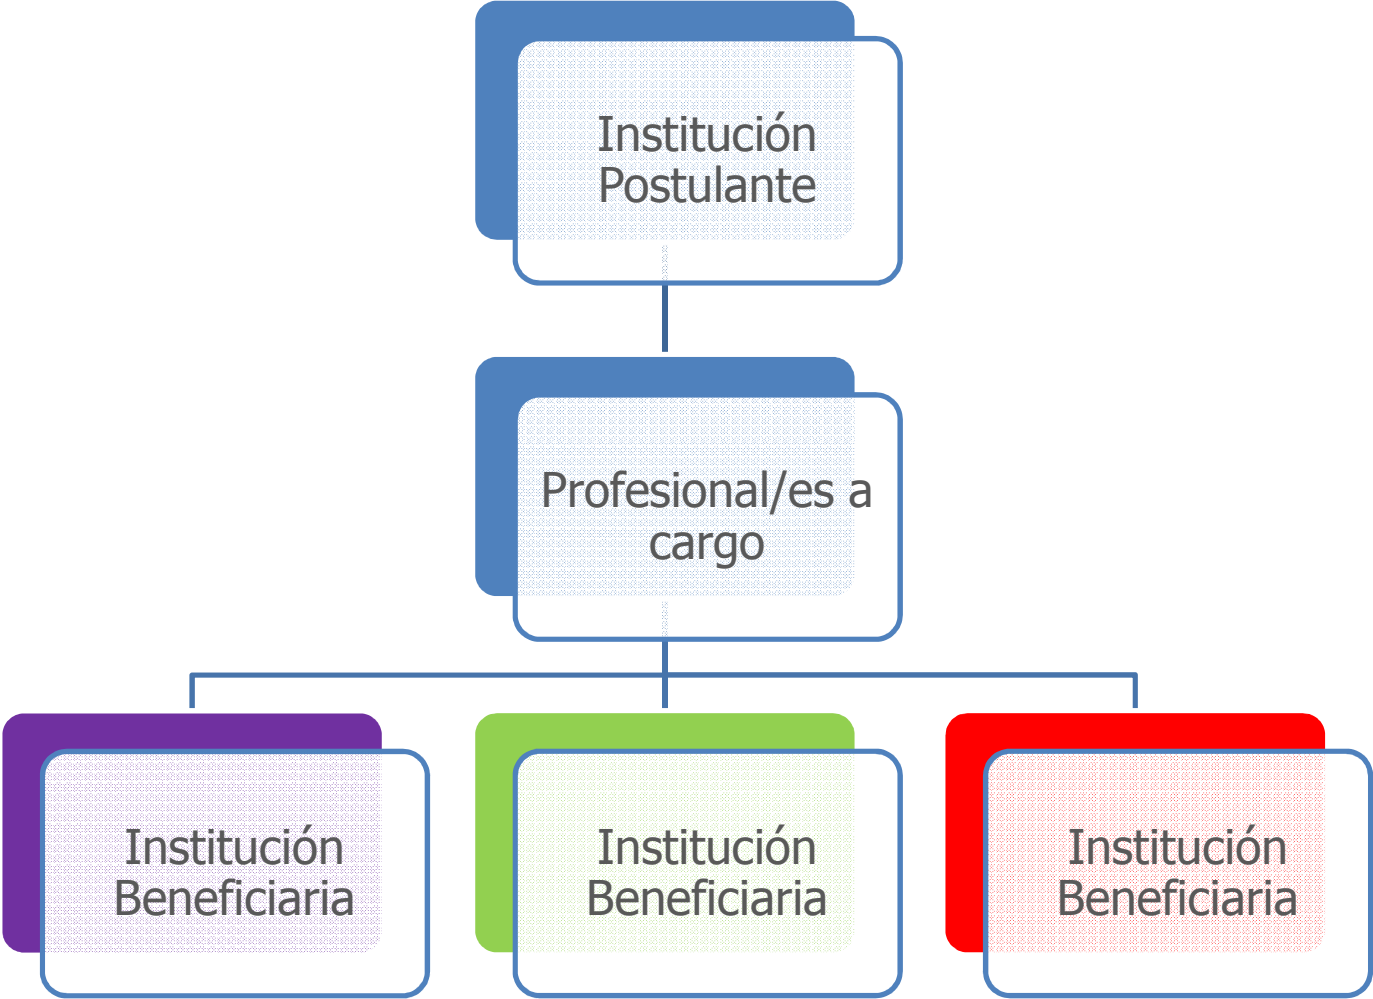 Institución
Postulante
Profesional/es a
cargo
Institución
Beneficiaria
Institución
Beneficiaria
Institución
Beneficiaria